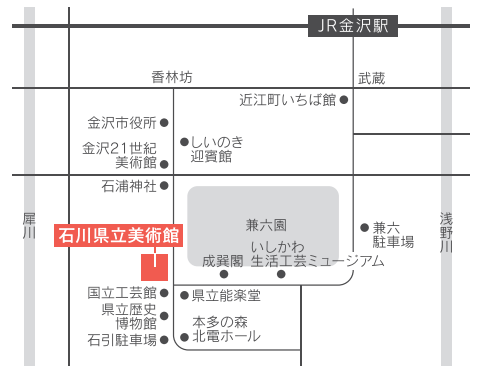 JR金沢駅
香林坊
武蔵
近江町いちば館
金沢市役所
しいのき
迎賓館
金沢21世紀
美術館
石浦神社
犀川
兼六園
兼六
駐車場
浅野川
石川県立美術館
いしかわ
成巽閣 生活工芸ミュージアム
国立工芸館
県立能楽堂
県立歴史
博物館
本多の森
北電ホール
石引駐車場